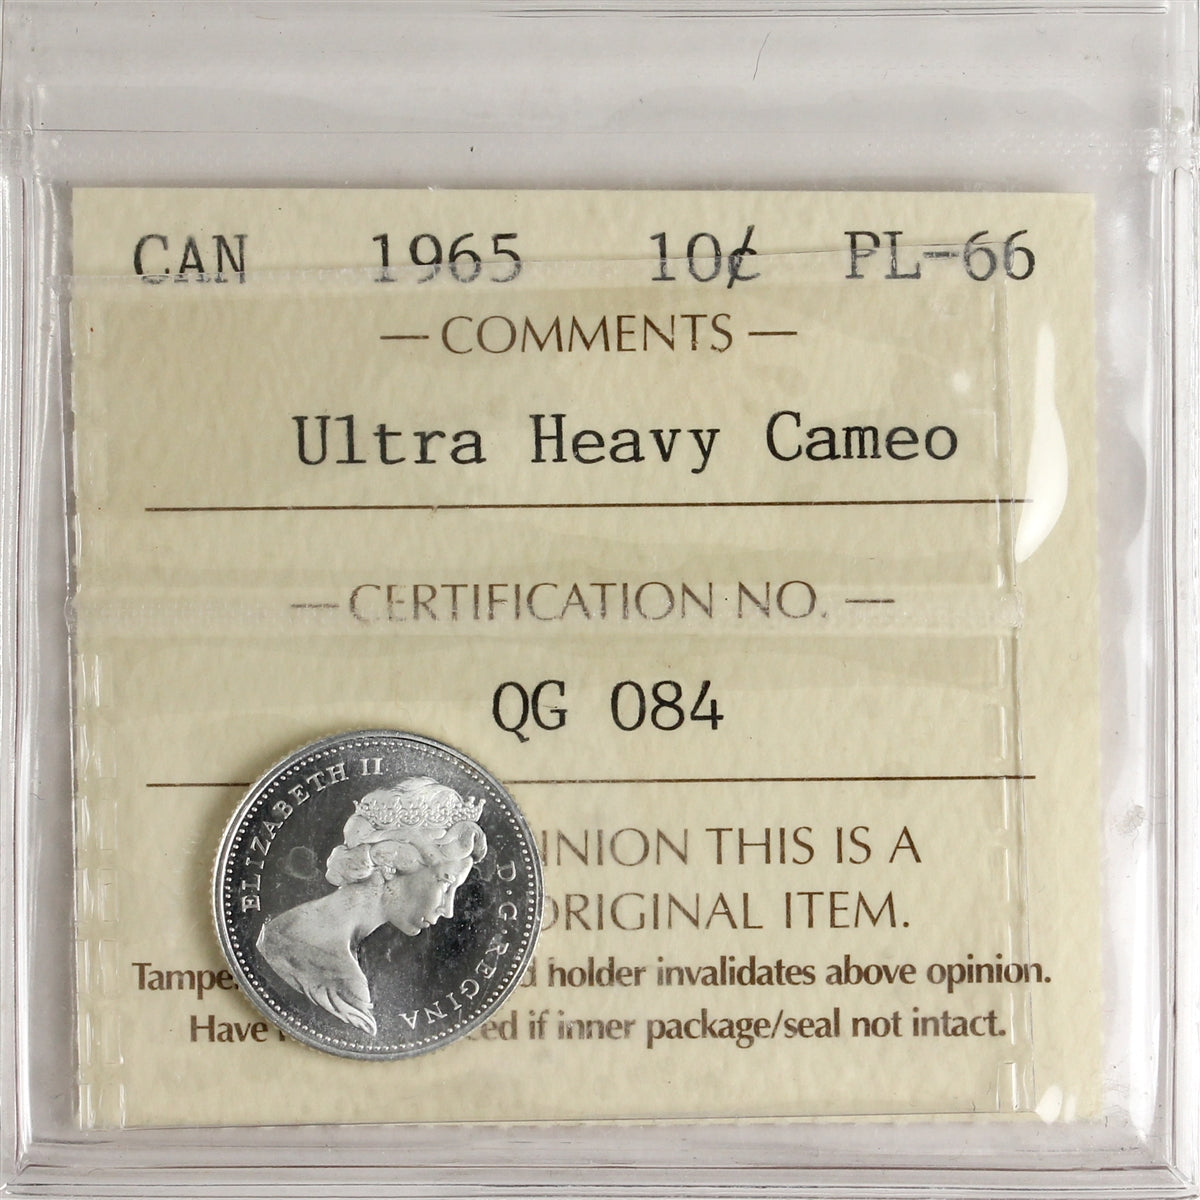 CAN 1965 10¢ PL-66
— COMMENTS —
Ultra Heavy Cameo
— CERTIFICATION NO. —
QG 084
INION THIS IS A
ORIGINAL ITEM.
Tampe d holder invalidates above opinion.
Have ed if inner package/seal not intact.
ELIZABETH II D·G·REGINA